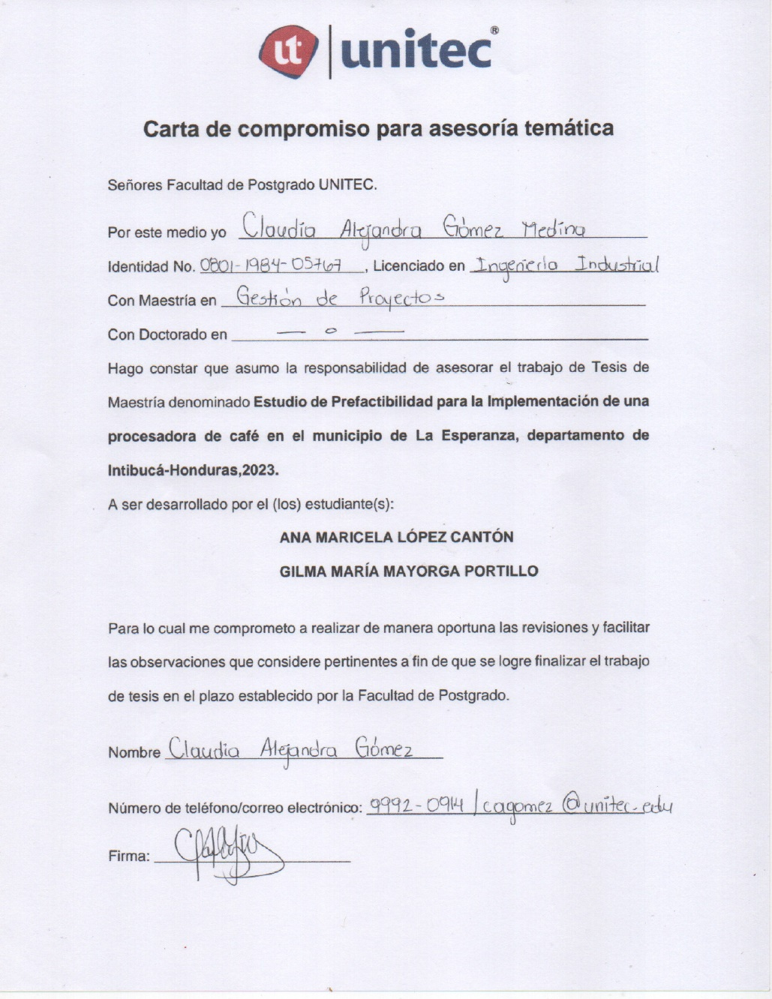 ut unitec®
Carta de compromiso para asesoría temática
Señores Facultad de Postgrado UNITEC.
Por este medio yo Claudia Alejandra Gómez Medina
Identidad No. 0801-1984-05767, Licenciado en Ingeniería Industrial
Con Maestría en Gestión de Proyectos
Con Doctorado en — o —
Hago constar que asumo la responsabilidad de asesorar el trabajo de Tesis de
Maestría denominado Estudio de Prefactibilidad para la Implementación de una
procesadora de café en el municipio de La Esperanza, departamento de
Intibucá-Honduras,2023.
A ser desarrollado por el (los) estudiante(s):
ANA MARICELA LÓPEZ CANTÓN
GILMA MARÍA MAYORGA PORTILLO
Para lo cual me comprometo a realizar de manera oportuna las revisiones y facilitar
las observaciones que considere pertinentes a fin de que se logre finalizar el trabajo
de tesis en el plazo establecido por la Facultad de Postgrado.
Nombre Claudia Alejandra Gómez
Número de teléfono/correo electrónico: 9992-0914 / cagomez @unitec.edu
Firma: